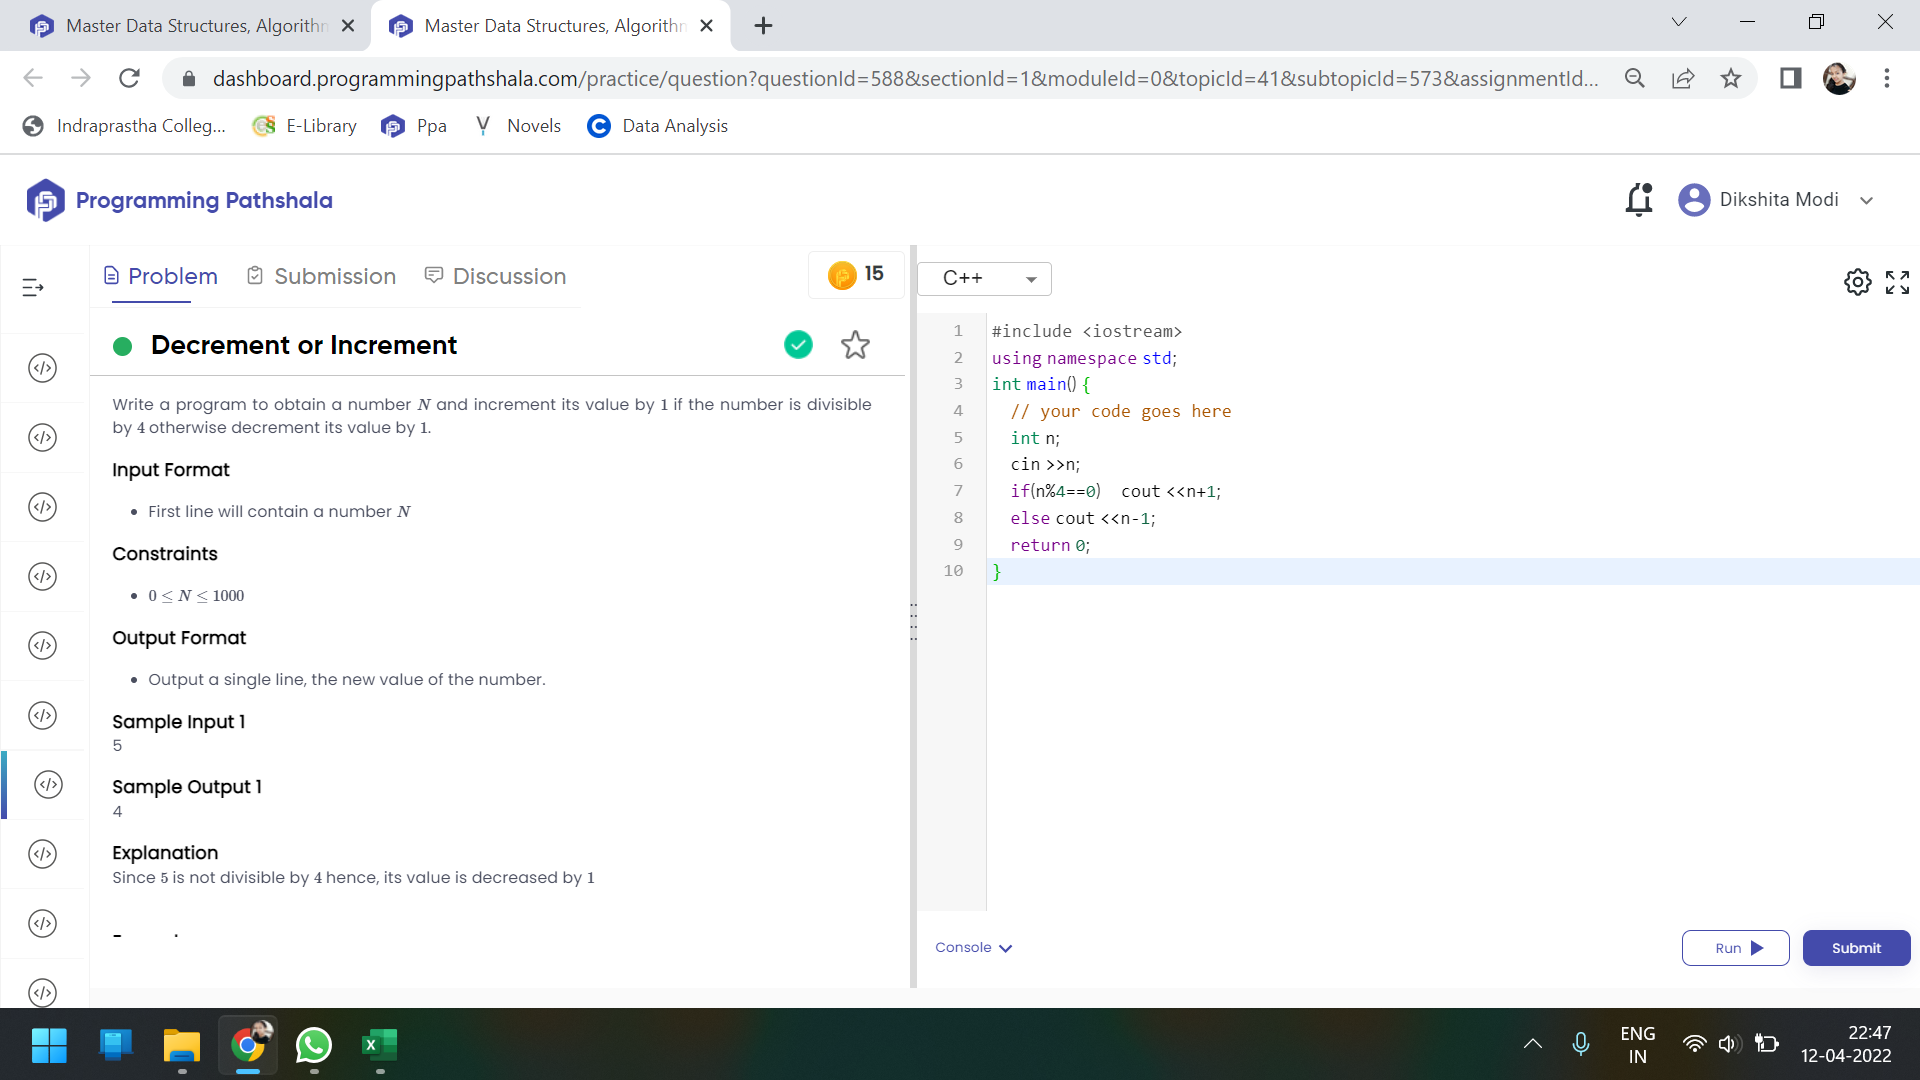 Master Data Structures, Algorithm
Master Data Structures, Algorithm
dashboard.programmingpathshala.com/practice/question?questionId=588&sectionId=1&moduleId=0&topicId=41&subtopicId=573&assignmentId...
Indraprastha Colleg... E-Library Ppa Novels Data Analysis
Programming Pathshala
Dikshita Modi
Problem Submission Discussion
15
C++
Decrement or Increment
Write a program to obtain a number N and increment its value by 1 if the number is divisible
by 4 otherwise decrement its value by 1.
Input Format
• First line will contain a number N
Constraints
• 0 ≤ N ≤ 1000
Output Format
• Output a single line, the new value of the number.
Sample Input 1
5
Sample Output 1
4
Explanation
Since 5 is not divisible by 4 hence, its value is decreased by 1
1 #include <iostream>
2 using namespace std;
3 int main() {
4 // your code goes here
5 int n;
6 cin >>n;
7 if(n%4==0) cout <<n+1;
8 else cout <<n-1;
9 return 0;
10 }
Console
Run
Submit
ENG
IN
22:47
12-04-2022